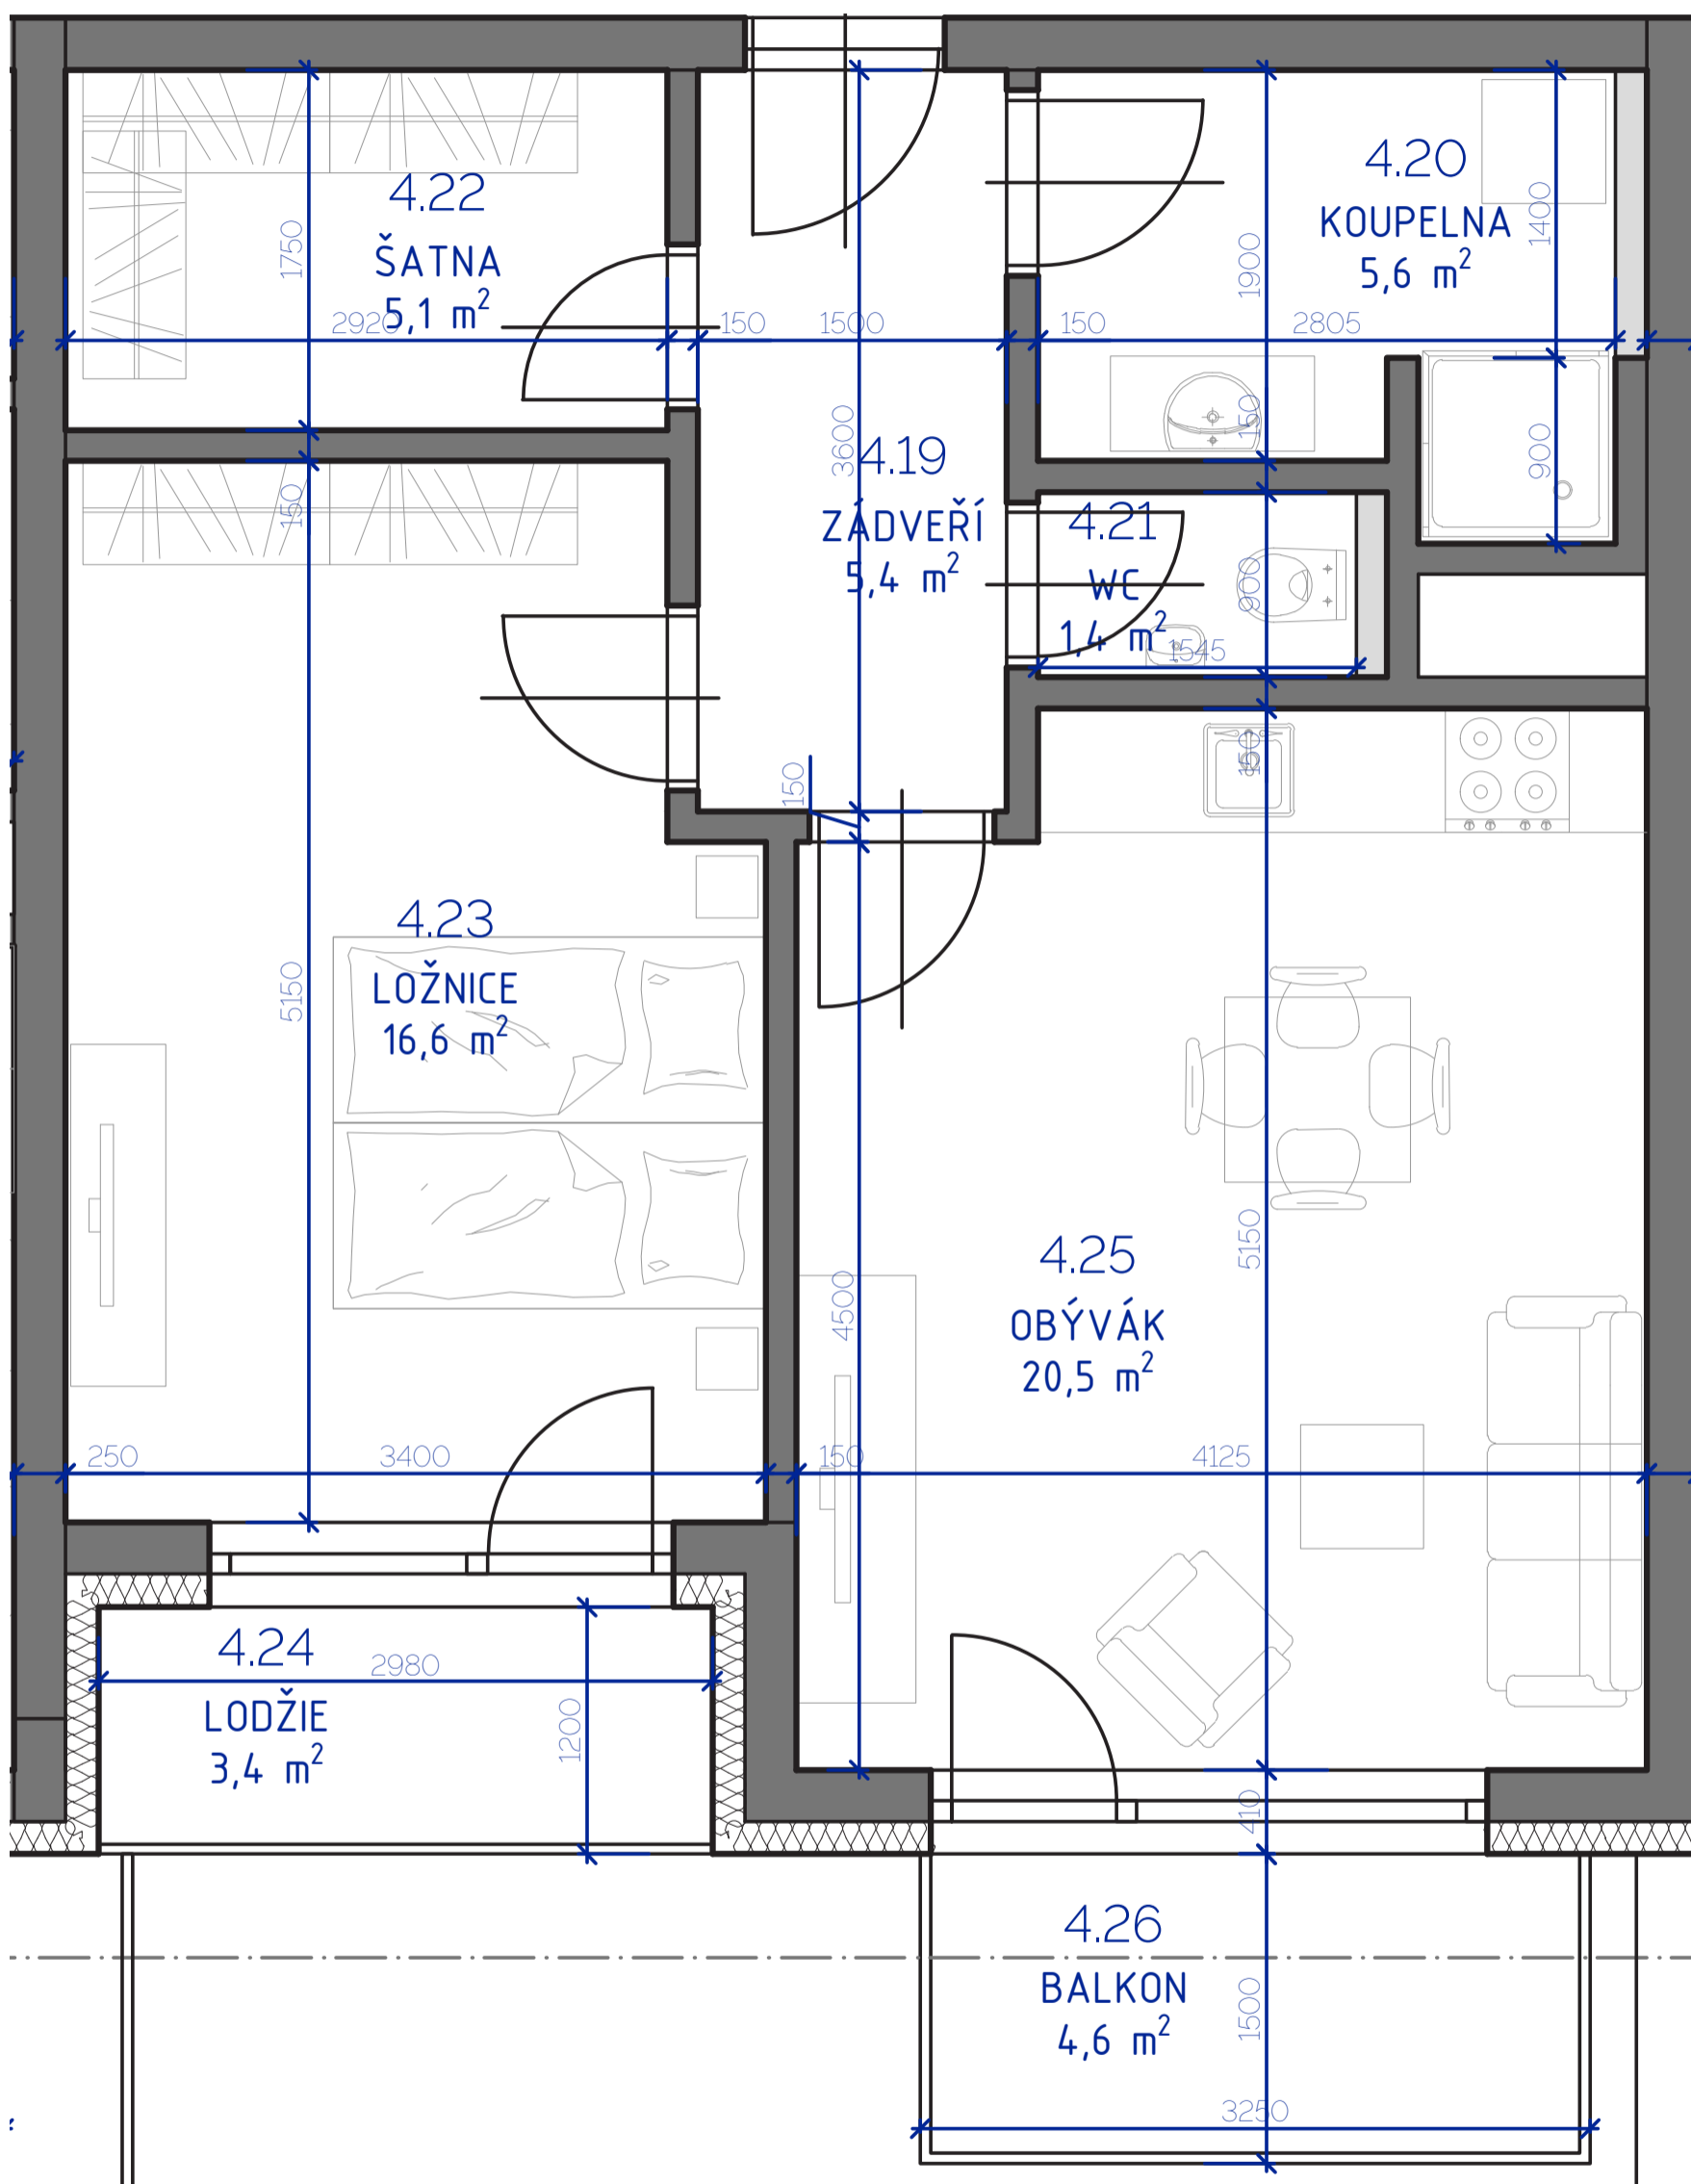 4.22
ŠATNA
5,1 m²
1750
2920
150
1500
150
2805
4.20
KOUPELNA
5,6 m²
1400
1900
150
900
3600
4.19
ZÁDVEŘÍ
5,4 m²
4.21
WC
1,4 m²
900
1545
150
150
150
4.23
LOŽNICE
16,6 m²
5150
4.25
OBÝVÁK
20,5 m²
5150
4500
250
3400
150
4125
4.24
LODŽIE
3,4 m²
2980
1200
410
4.26
BALKON
4,6 m²
1500
3250